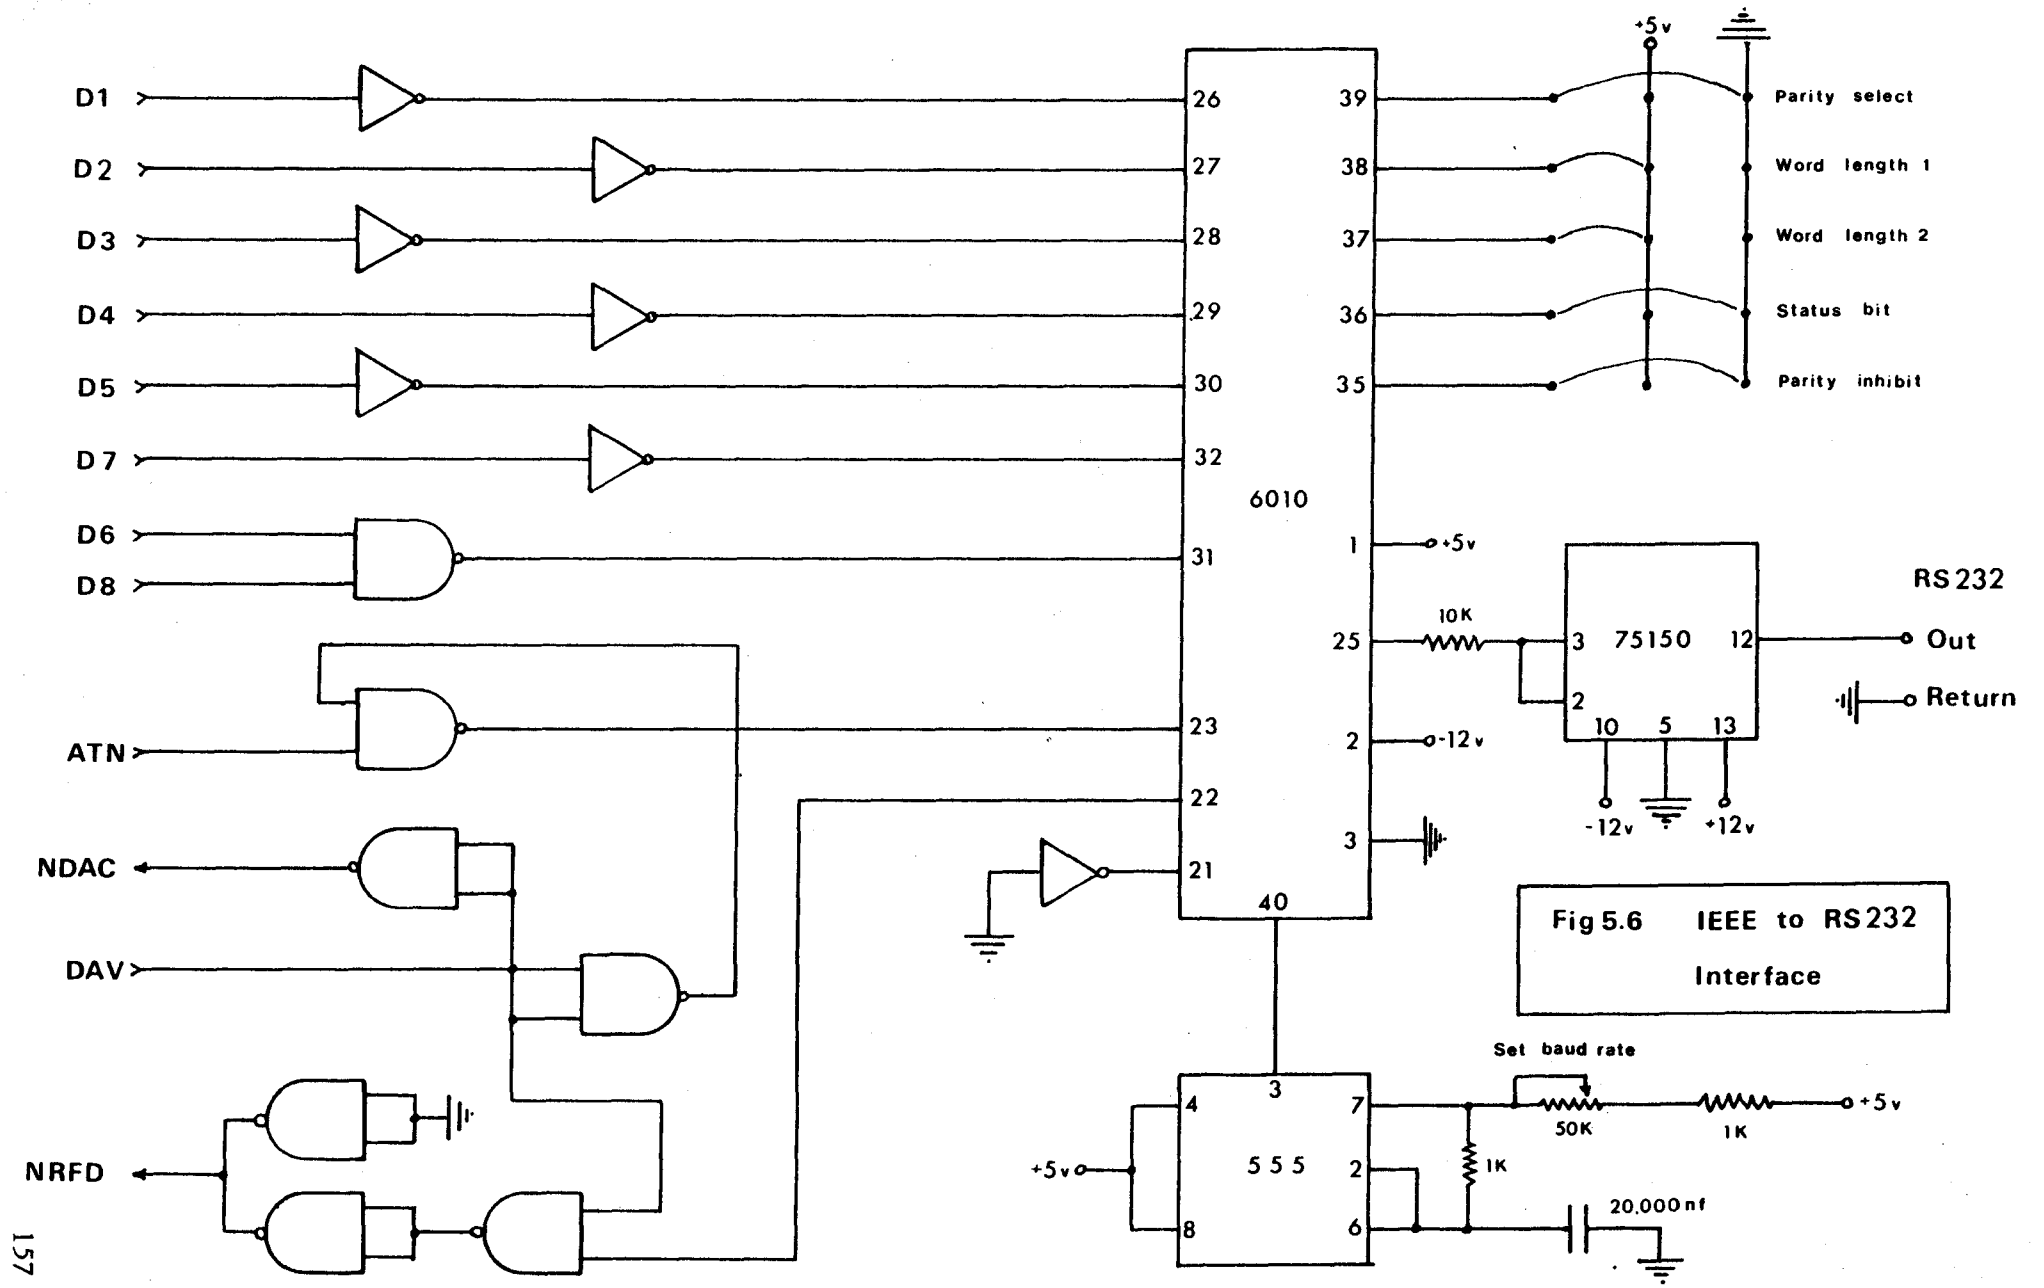 D1
D2
D3
D4
D5
D7
D6
D8
ATN
NDAC
DAV
NRFD
26
27
28
29
30
32
31
23
22
21
6010
40
39
38
37
36
35
1
25
2
3
+5v
Parity select
Word length 1
Word length 2
Status bit
Parity inhibit
+5v
10K
-12v
3
2
75150
12
10
5
13
-12v
+12v
RS232
Out
Return
Fig 5.6 IEEE to RS232
Interface
Set baud rate
3
4
8
555
7
2
6
+5v
50K
1K
+5v
1K
20,000nf
157